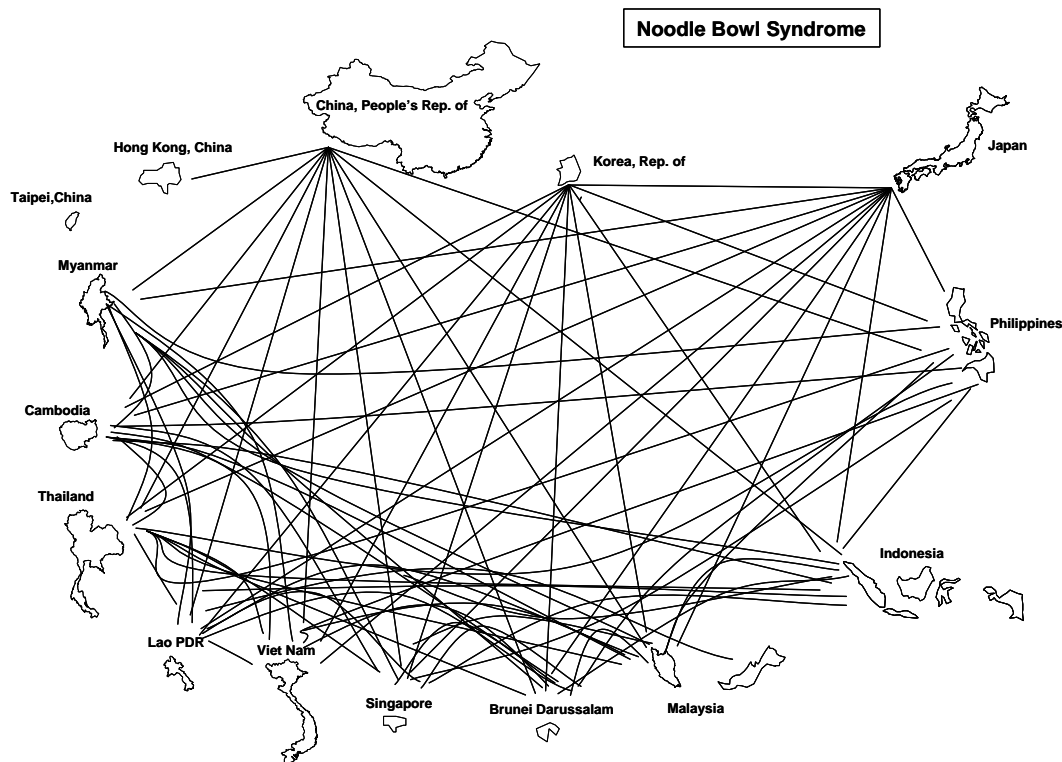 Noodle Bowl Syndrome
China, People's Rep. of
Hong Kong, China
Korea, Rep. of
Japan
Taipei,China
Myanmar
Philippines
Cambodia
Thailand
Indonesia
Lao PDR
Viet Nam
Singapore
Brunei Darussalam
Malaysia